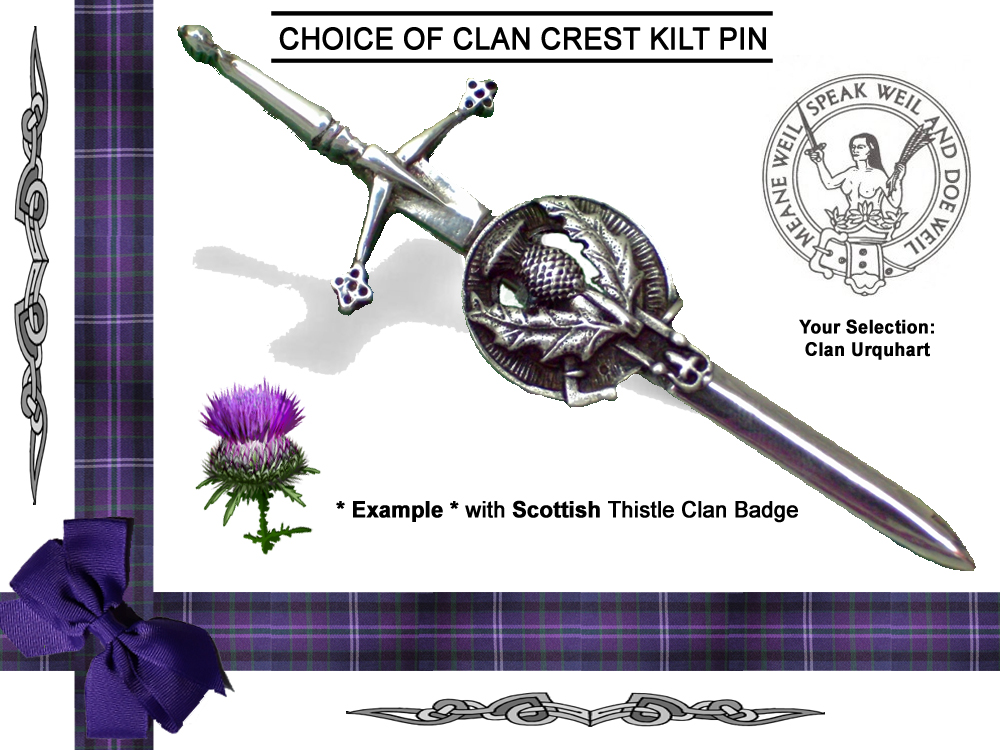 CHOICE OF CLAN CREST KILT PIN
MEANE WEIL SPEAK WEIL AND DOE WEIL
Your Selection:
Clan Urquhart
* Example * with Scottish Thistle Clan Badge